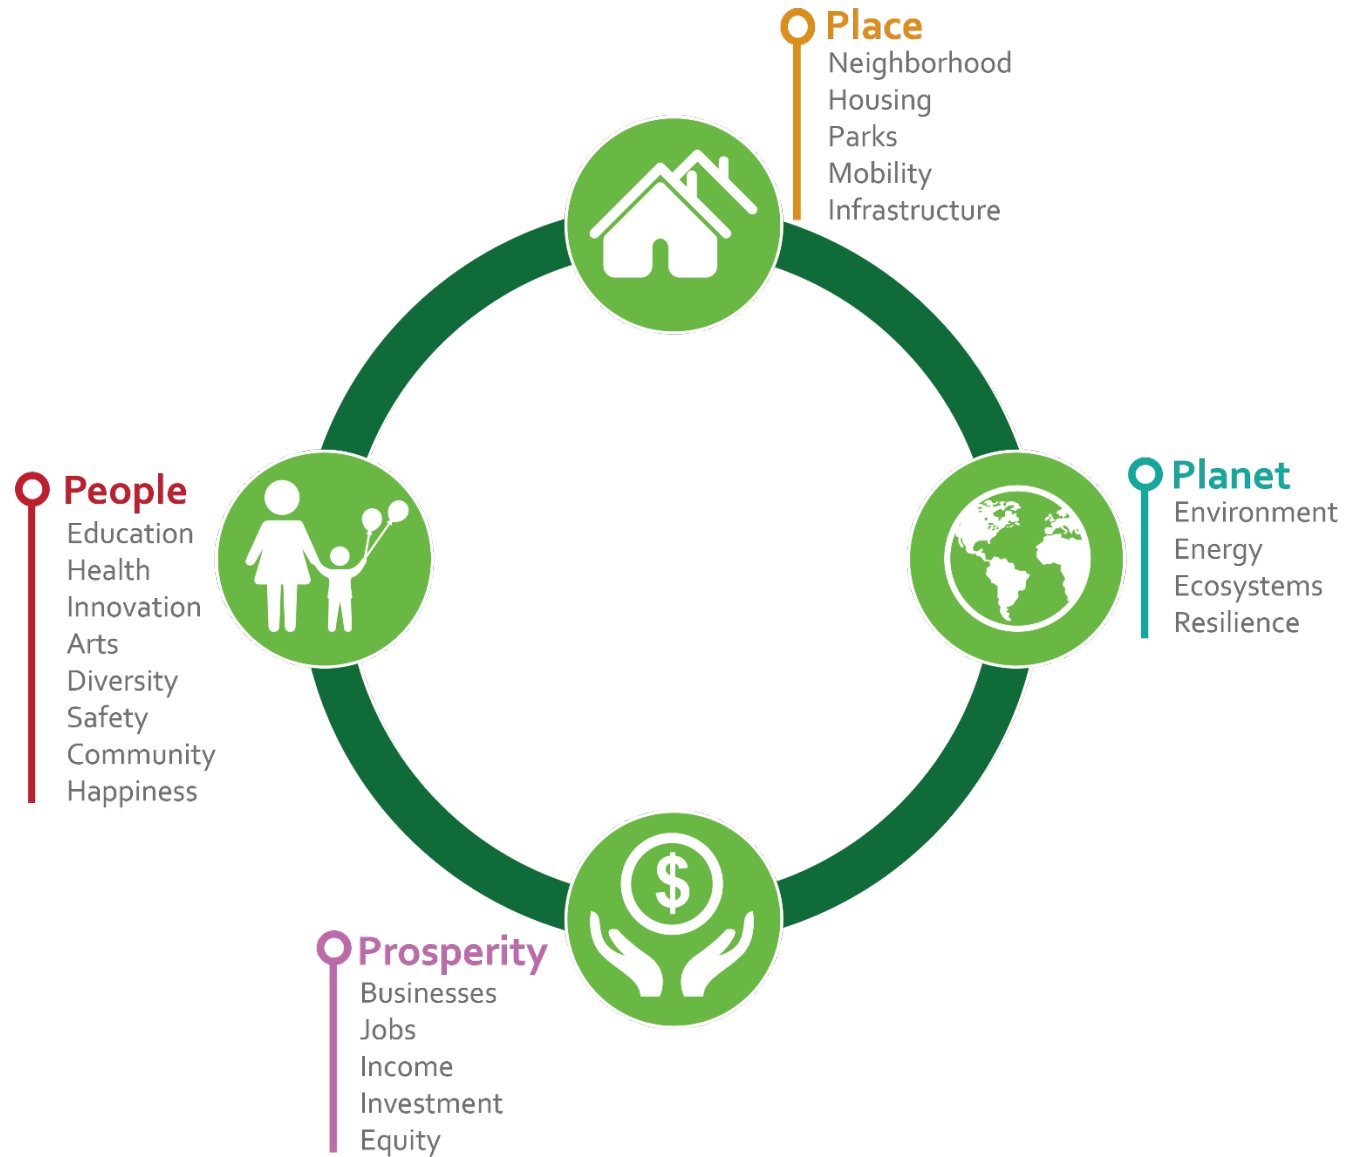 Place
Neighborhood
Housing
Parks
Mobility
Infrastructure
Planet
Environment
Energy
Ecosystems
Resilience
People
Education
Health
Innovation
Arts
Diversity
Safety
Community
Happiness
$
Prosperity
Businesses
Jobs
Income
Investment
Equity